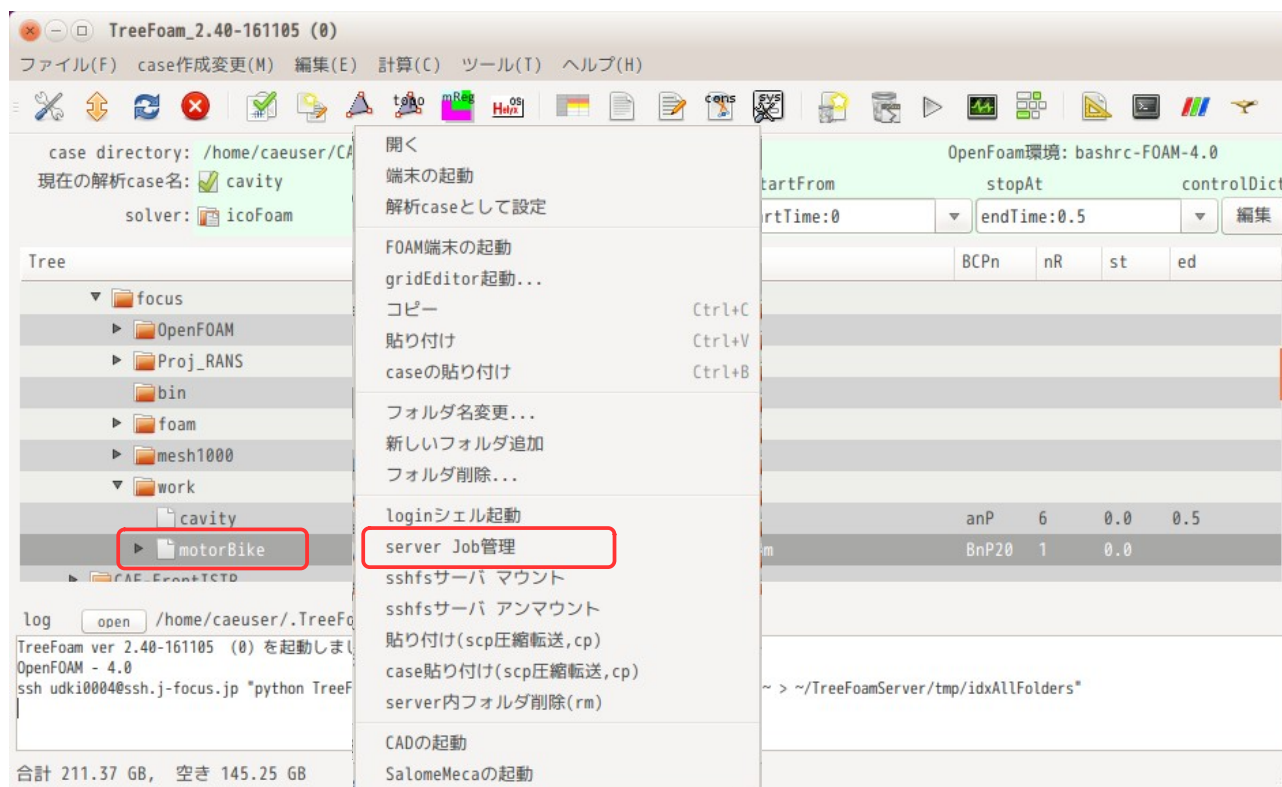 TreeFoam_2.40-161105 (0)
ファイル(F) case作成変更(M) 編集(E) 計算(C) ツール(T) ヘルプ(H)
topo mReg Helyx OS cons sys
case directory: /home/caeuser/CA
OpenFoam環境: bashrc-FOAM-4.0
現在の解析case名: cavity
tartFrom stopAt controlDict
solver: icoFoam
rtTime:0 endTime:0.5 編集
Tree BCPn nR st ed
focus
OpenFOAM
Proj_RANS
bin
foam
mesh1000
work
cavity anP 6 0.0 0.5
motorBike m BnP20 1 0.0
CAE-FrontISTR
開く
端末の起動
解析caseとして設定
FOAM端末の起動
gridEditor起動...
コピー Ctrl+C
貼り付け Ctrl+V
caseの貼り付け Ctrl+B
フォルダ名変更...
新しいフォルダ追加
フォルダ削除...
loginシェル起動
server Job管理
sshfsサーバ マウント
sshfsサーバ アンマウント
貼り付け(scp圧縮転送,cp)
case貼り付け(scp圧縮転送,cp)
server内フォルダ削除(rm)
CADの起動
SalomeMecaの起動
log open /home/caeuser/.TreeFo
TreeFoam ver 2.40-161105 (0) を起動しまし
OpenFOAM - 4.0
ssh udki0004@ssh.j-focus.jp "python TreeF ~ > ~/TreeFoamServer/tmp/idxAllFolders"
合計 211.37 GB, 空き 145.25 GB